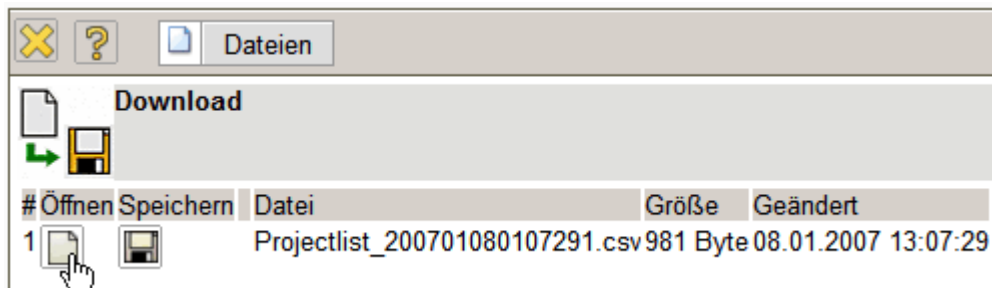 Dateien
Download
# Öffnen Speichern Datei Größe Geändert
1 Projectlist_200701080107291.csv 981 Byte 08.01.2007 13:07:29